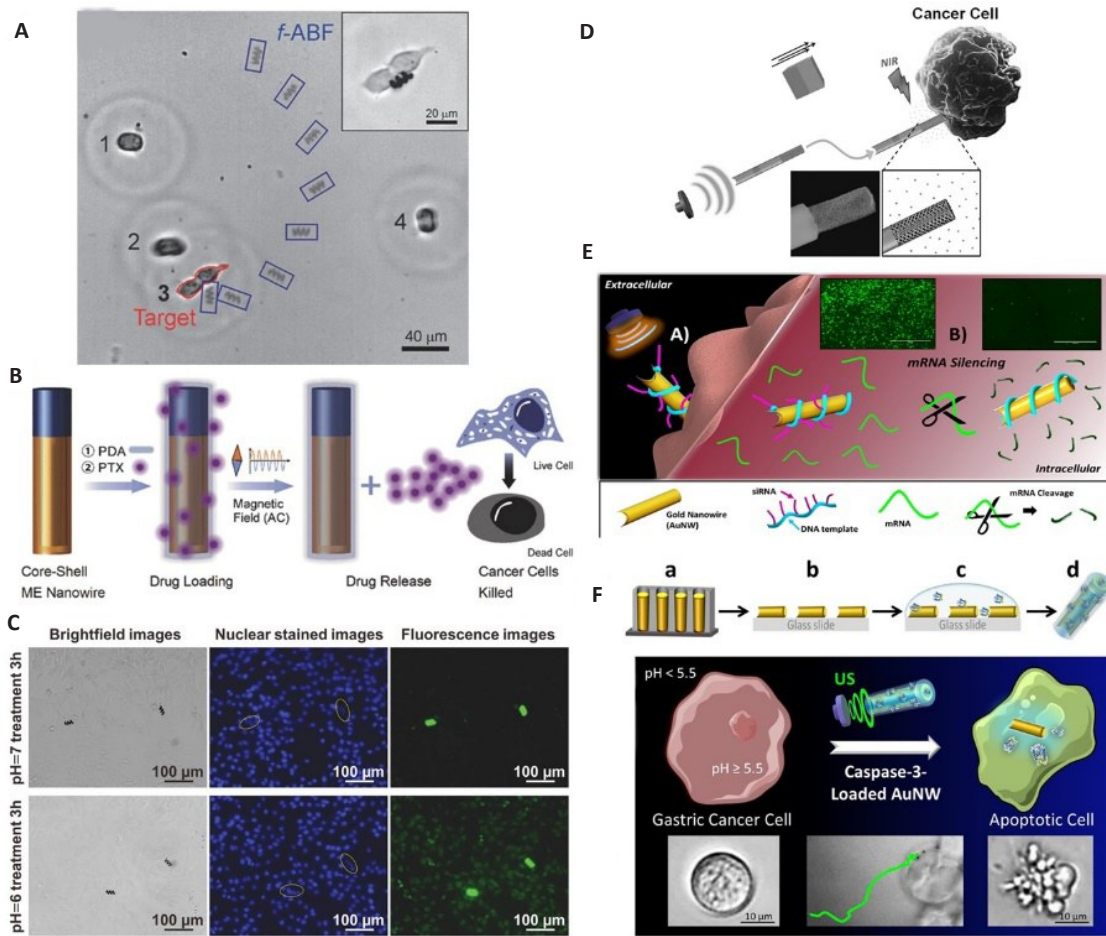 A
f-ABF
20 µm
1
2
3
4
Target
40 µm
B
① PDA
② PTX
Magnetic
Field (AC)
Live Cell
Dead Cell
Core-Shell
ME Nanowire
Drug Loading
Drug Release
Cancer Cells
Killed
C
Brightfield images
Nuclear stained images
Fluorescence images
pH=7 treatment 3h
100 µm
100 µm
100 µm
pH=6 treatment 3h
100 µm
100 µm
100 µm
D
Cancer Cell
NIR
E
Extracellular
A)
B)
mRNA Silencing
Intracellular
Gold Nanowire
(AuNW)
siRNA
DNA template
mRNA
mRNA Cleavage
F
a
b
c
d
Glass slide
Glass slide
pH < 5.5
pH ≥ 5.5
US
Caspase-3-
Loaded AuNW
Gastric Cancer Cell
Apoptotic Cell
10 µm
10 µm